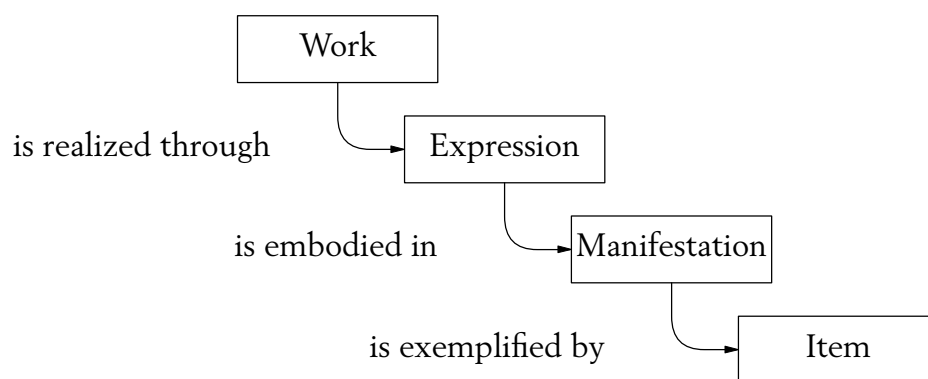 Work
is realized through
Expression
is embodied in
Manifestation
is exemplified by
Item